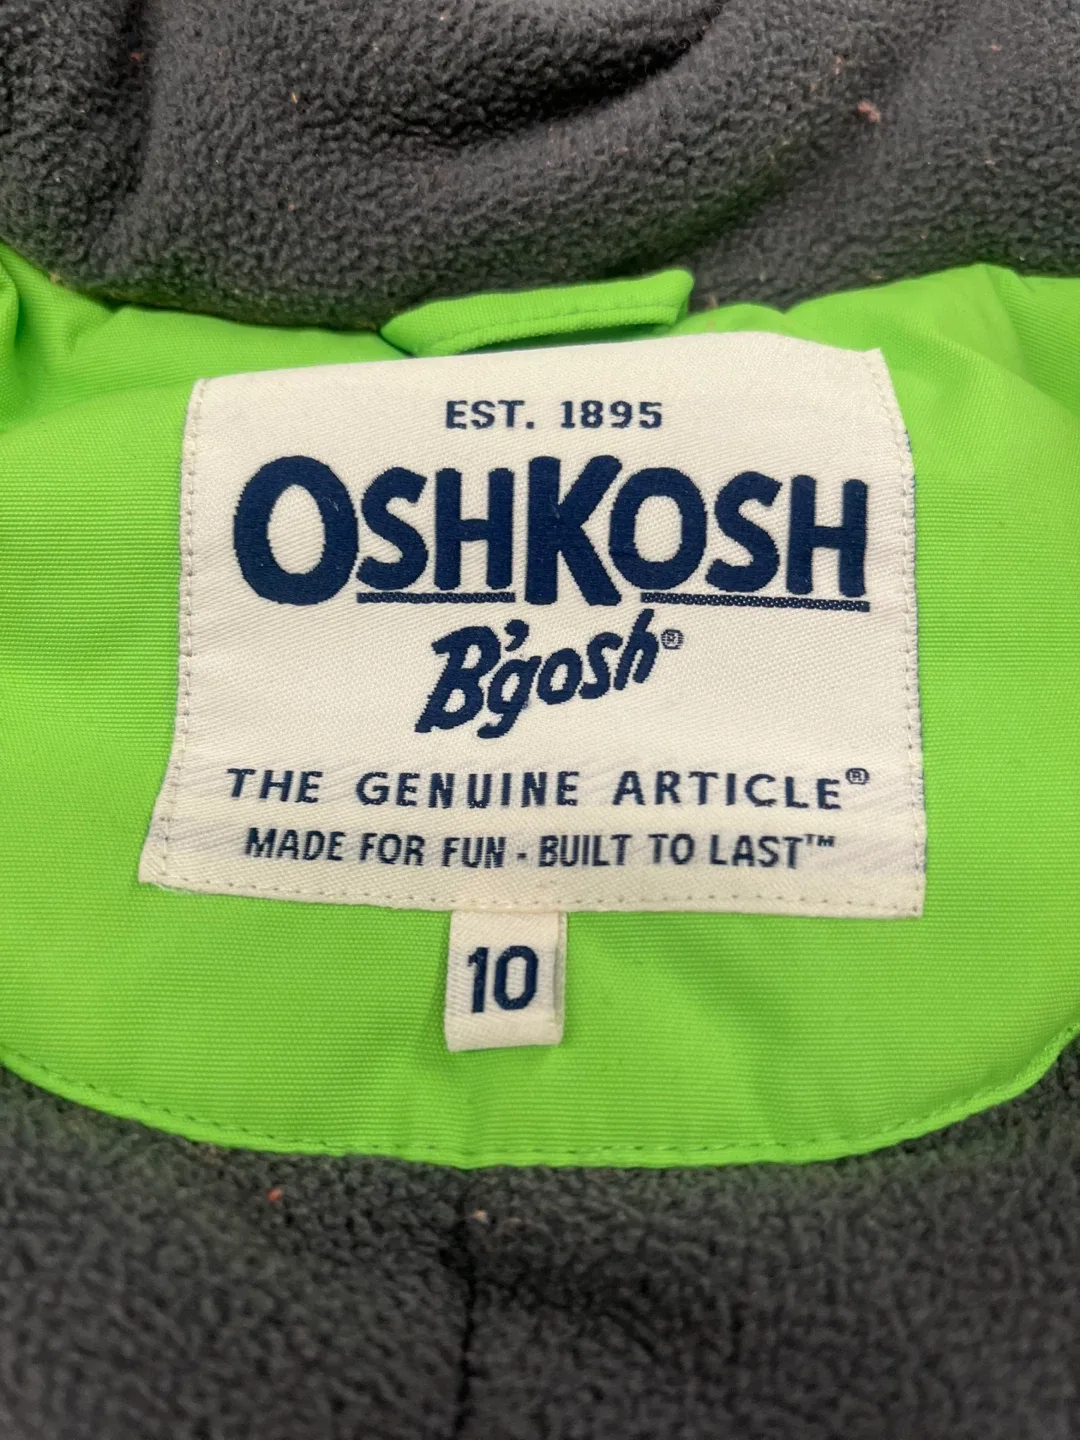 EST. 1895
OSHKOSH
B'gosh®
THE GENUINE ARTICLE®
MADE FOR FUN - BUILT TO LAST™
10